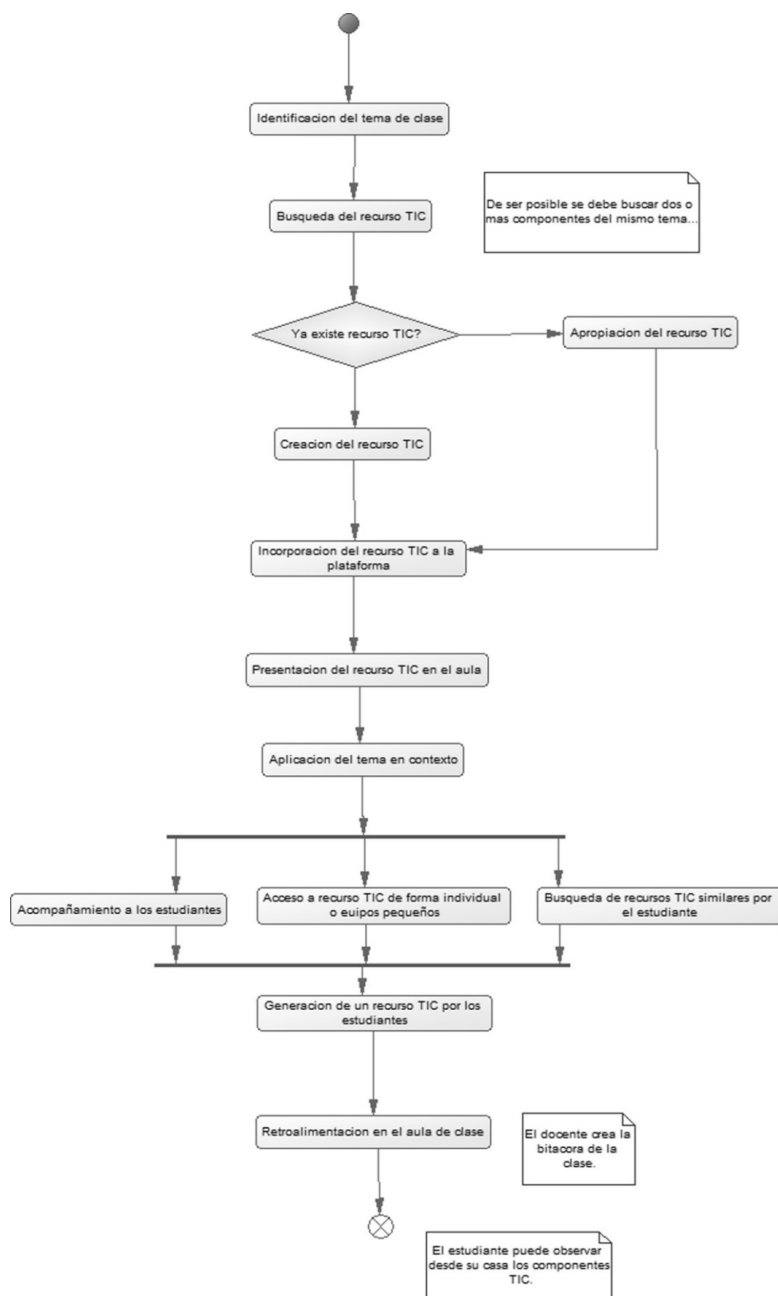 Identificacion del tema de clase
Busqueda del recurso TIC
De ser posible se debe buscar dos o
mas componentes del mismo tema...
Ya existe recurso TIC?
Apropiacion del recurso TIC
Creacion del recurso TIC
Incorporacion del recurso TIC a la
plataforma
Presentacion del recurso TIC en el aula
Aplicacion del tema en contexto
Acompañamiento a los estudiantes
Acceso a recurso TIC de forma individual
o euipos pequeños
Busqueda de recursos TIC similares por
el estudiante
Generacion de un recurso TIC por los
estudiantes
Retroalimentacion en el aula de clase
El docente crea la
bitacora de la
clase.
El estudiante puede observar
desde su casa los componentes
TIC.